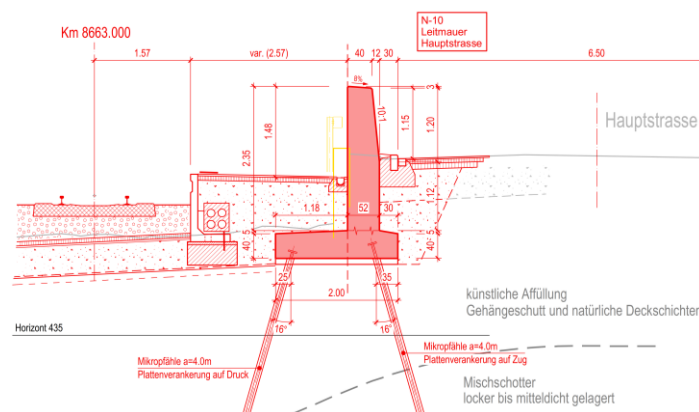 N-10
Leitmauer
Hauptstrasse
Km 8663.000
1.57
var. (2.57)
40
12
30
6.50
8%
3
10:1
1.48
2.35
1.15
1.20
Hauptstrasse
1.12
1.18
52
30
5
40
5
40
25
35
2.00
16°
16°
künstliche Affüllung
Gehängeschutt und natürliche Deckschichter
Horizont 435
Mikropfähle a=4.0m
Plattenverankerung auf Druck
Mikropfähle a=4.0m
Plattenverankerung auf Zug
Mischschotter
locker bis mitteldicht gelagert